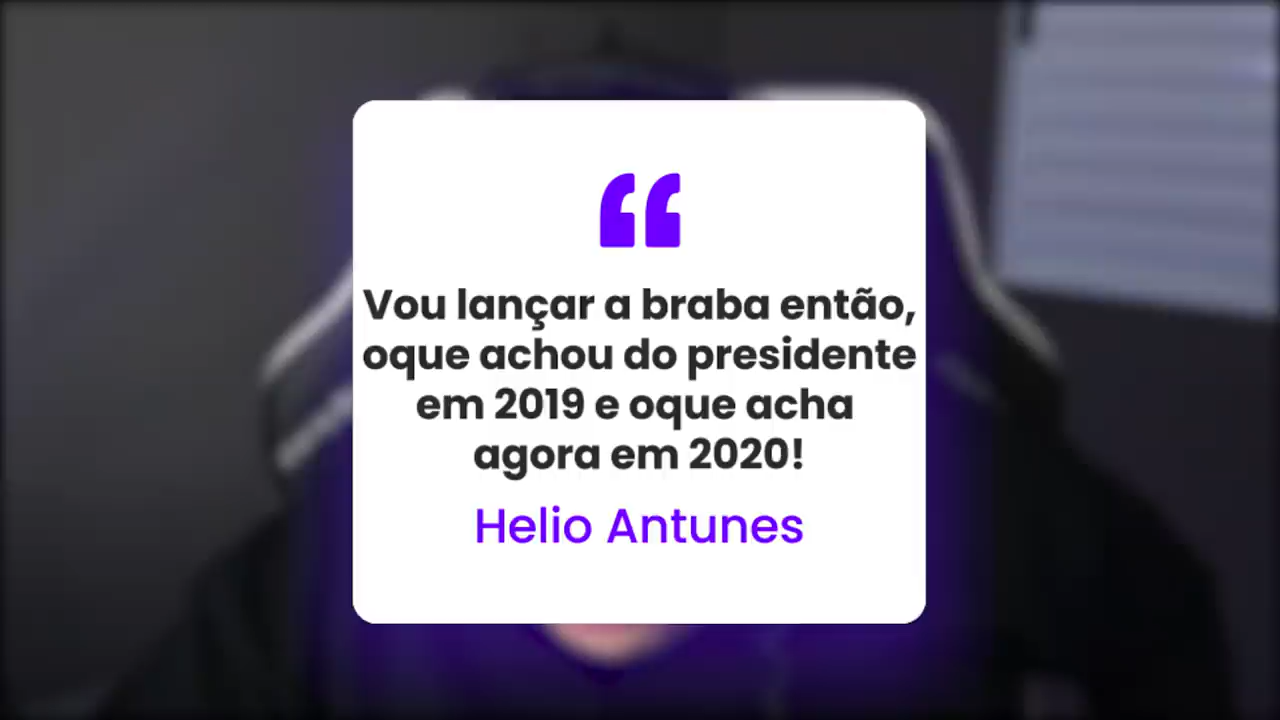 “
Vou lançar a braba então,
oque achou do presidente
em 2019 e oque acha
agora em 2020!
Helio Antunes